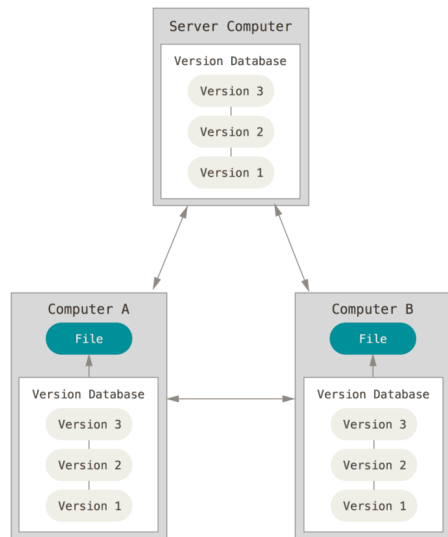 Server Computer
Version Database
Version 3
Version 2
Version 1
Computer A
File
Version Database
Version 3
Version 2
Version 1
Computer B
File
Version Database
Version 3
Version 2
Version 1